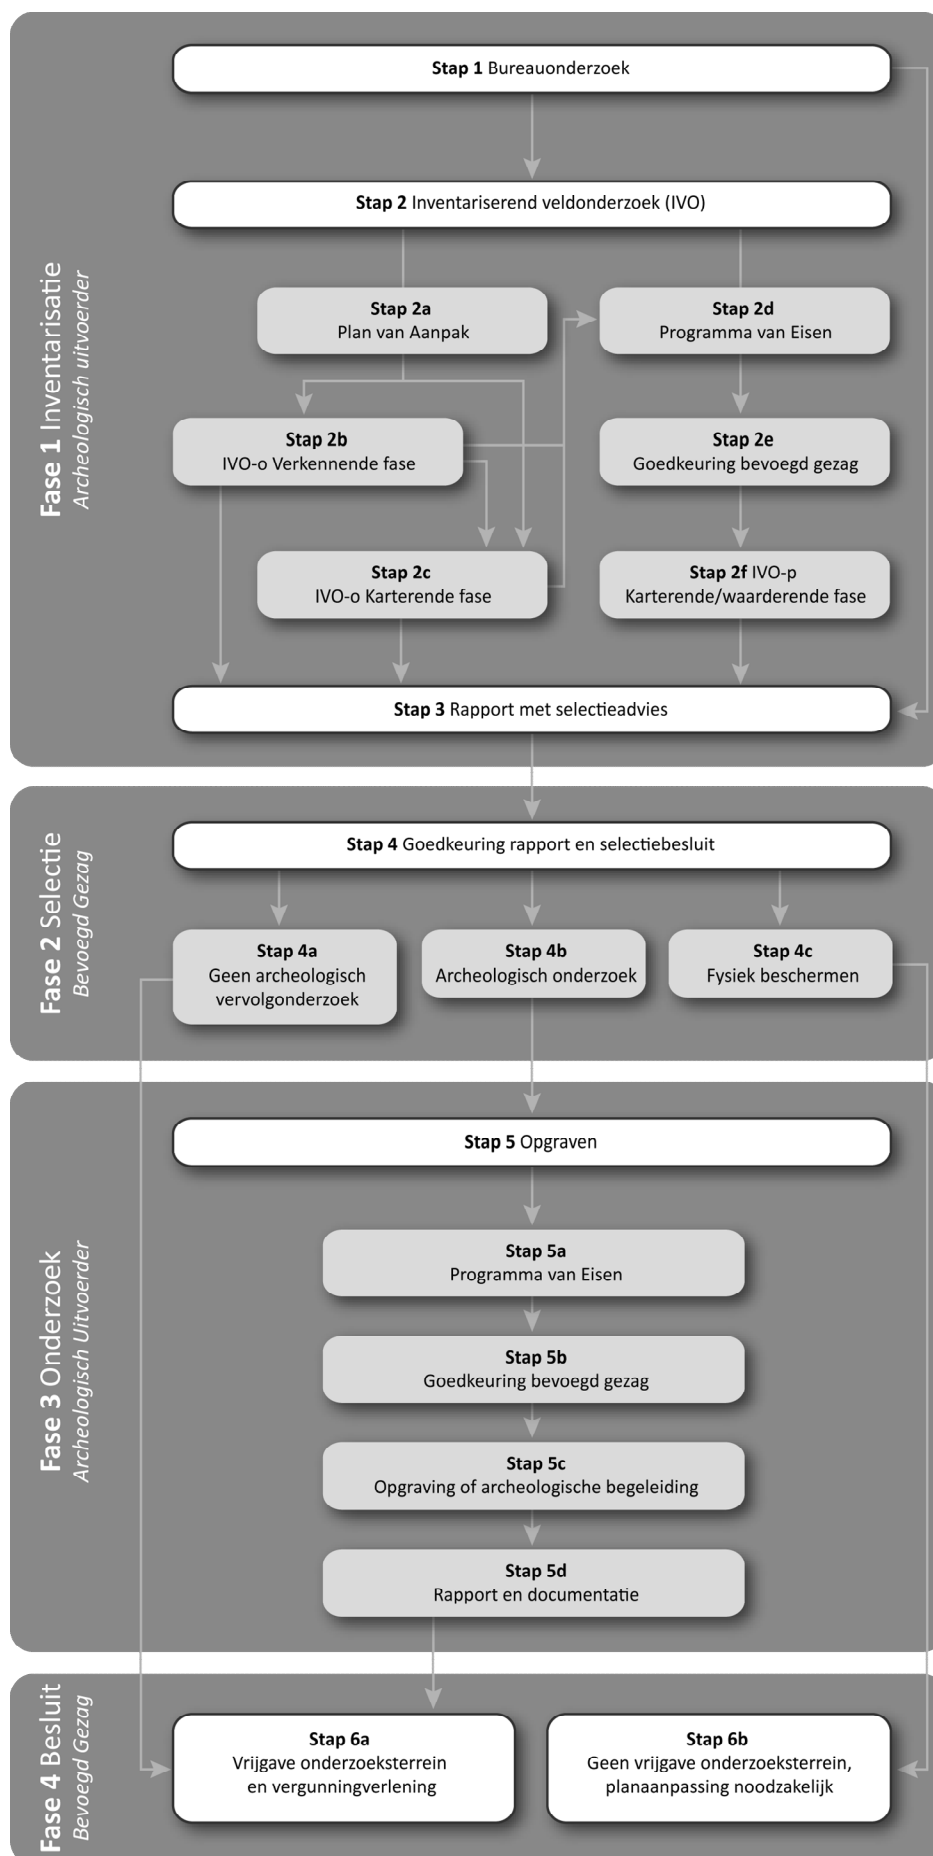 Fase 1 Inventarisatie
Archeologisch uitvoerder
Stap 1 Bureauonderzoek
Stap 2 Inventariserend veldonderzoek (IVO)
Stap 2a
Plan van Aanpak
Stap 2d
Programma van Eisen
Stap 2b
IVO-o Verkennende fase
Stap 2e
Goedkeuring bevoegd gezag
Stap 2c
IVO-o Karterende fase
Stap 2f IVO-p
Karterende/waarderende fase
Stap 3 Rapport met selectieadvies
Fase 2 Selectie
Bevoegd Gezag
Stap 4 Goedkeuring rapport en selectiebesluit
Stap 4a
Geen archeologisch
vervolgonderzoek
Stap 4b
Archeologisch onderzoek
Stap 4c
Fysiek beschermen
Fase 3 Onderzoek
Archeologisch Uitvoerder
Stap 5 Opgraven
Stap 5a
Programma van Eisen
Stap 5b
Goedkeuring bevoegd gezag
Stap 5c
Opgraving of archeologische begeleiding
Stap 5d
Rapport en documentatie
Fase 4 Besluit
Bevoegd Gezag
Stap 6a
Vrijgave onderzoeksterrein
en vergunningverlening
Stap 6b
Geen vrijgave onderzoeksterrein,
planaanpassing noodzakelijk